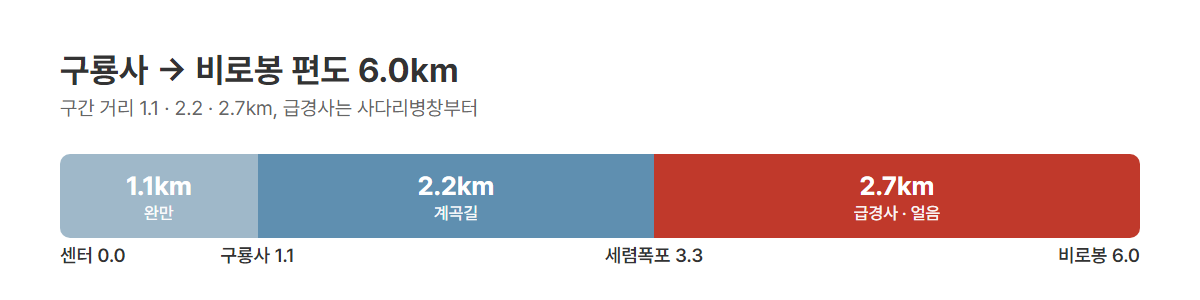 구룡사 → 비로봉 편도 6.0km
구간 거리 1.1 · 2.2 · 2.7km, 급경사는 사다리병창부터
1.1km
완만
2.2km
계곡길
2.7km
급경사 · 얼음
센터 0.0
구룡사 1.1
세렴폭포 3.3
비로봉 6.0